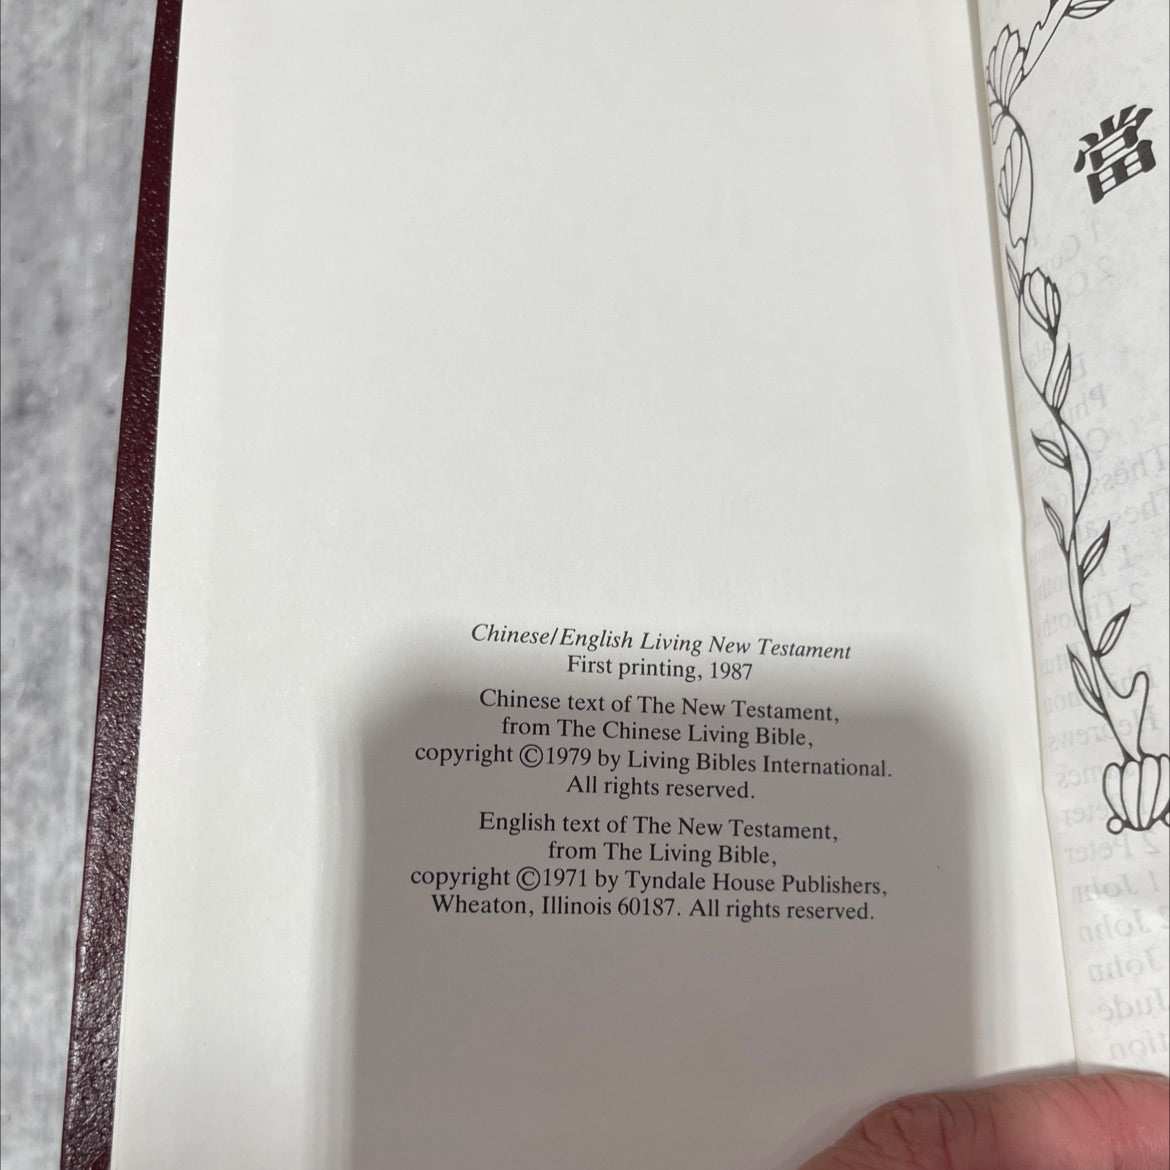 Chinese/English Living New Testament
First printing, 1987
Chinese text of The New Testament,
from The Chinese Living Bible,
copyright ©1979 by Living Bibles International.
All rights reserved.
English text of The New Testament,
from The Living Bible,
copyright ©1971 by Tyndale House Publishers,
Wheaton, Illinois 60187. All rights reserved.
當